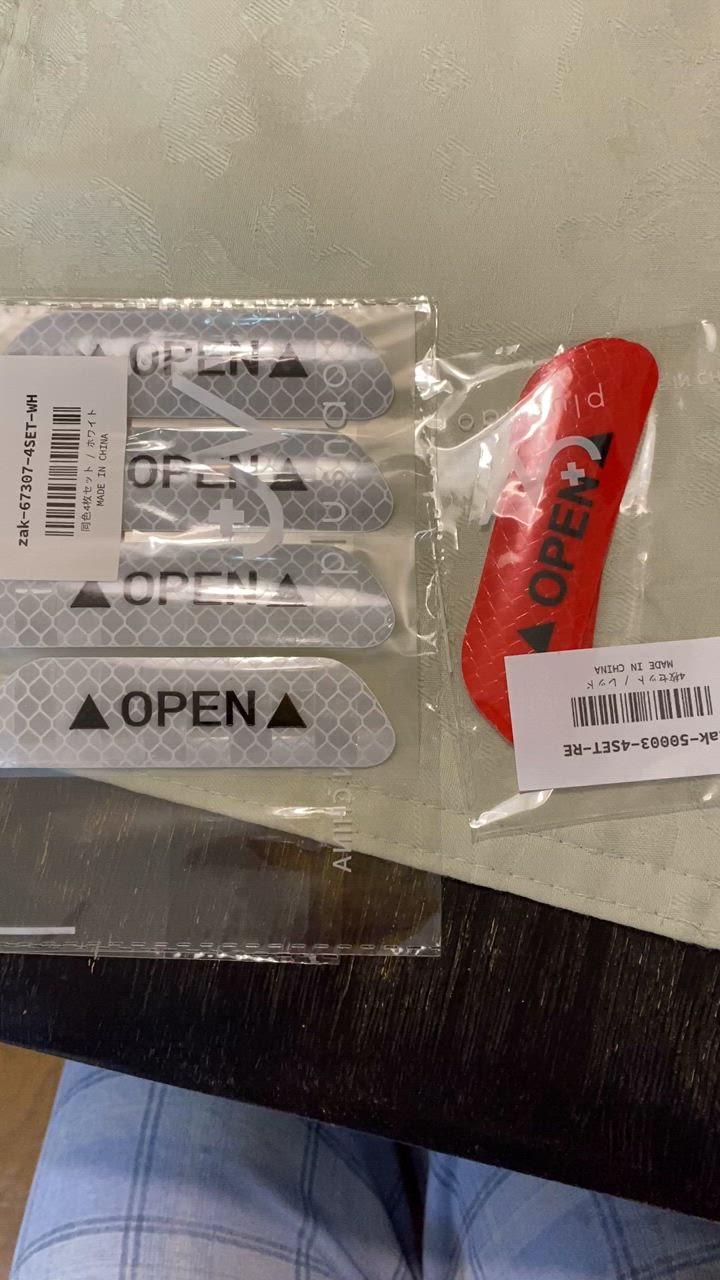 OPEN
OPEN
OPEN
OPEN
zak-67307-4SET-WH
同色4枚セット / ホワイト
MADE IN CHINA
plusnao
OPEN
zak-50003-4SET-RE
4枚セット / レッド
MADE IN CHINA